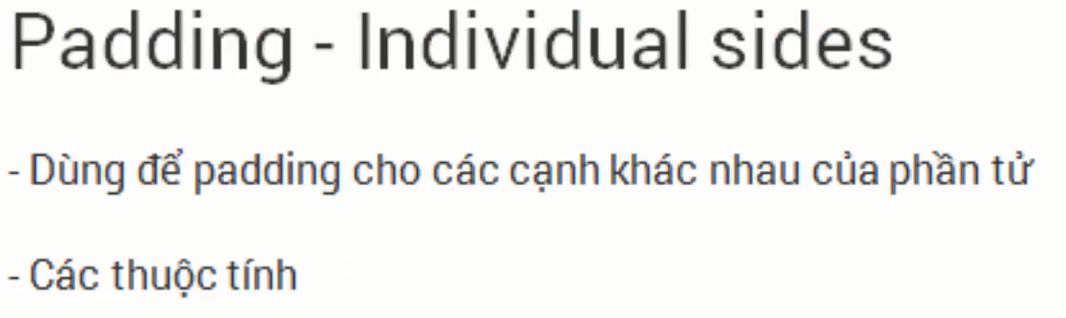 Padding - Individual sides
- Dùng để padding cho các cạnh khác nhau của phần tử
- Các thuộc tính